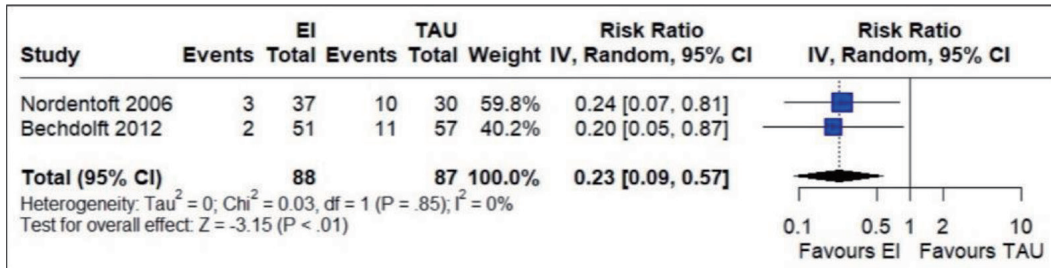 EI TAU Risk Ratio Risk Ratio
Study Events Total Events Total Weight IV, Random, 95% CI IV, Random, 95% CI
Nordentoft 2006 3 37 10 30 59.8% 0.24 [0.07, 0.81]
Bechdolft 2012 2 51 11 57 40.2% 0.20 [0.05, 0.87]
Total (95% CI) 88 87 100.0% 0.23 [0.09, 0.57]
Heterogeneity: Tau² = 0; Chi² = 0.03, df = 1 (P = .85); I² = 0%
Test for overall effect: Z = -3.15 (P < .01)
0.1 0.5 1 2 10
Favours EI Favours TAU